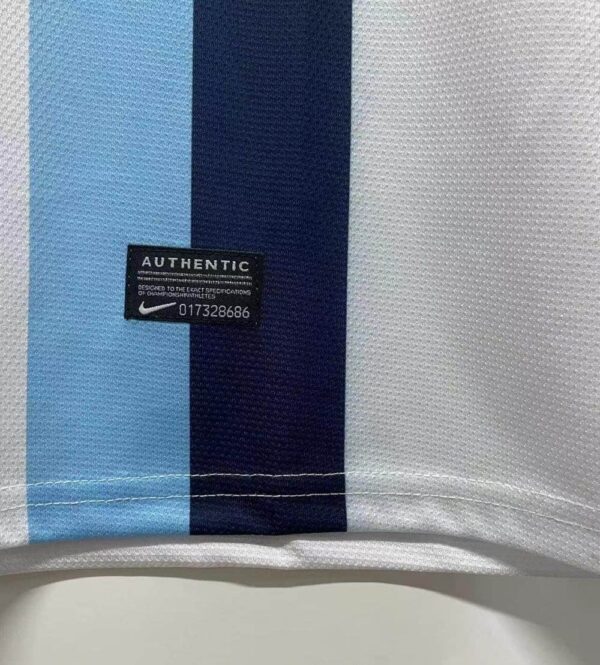 AUTHENTIC
DESIGNED TO THE EXACT SPECIFICATIONS
OF CHAMPIONSHIP ATHLETES
017328686